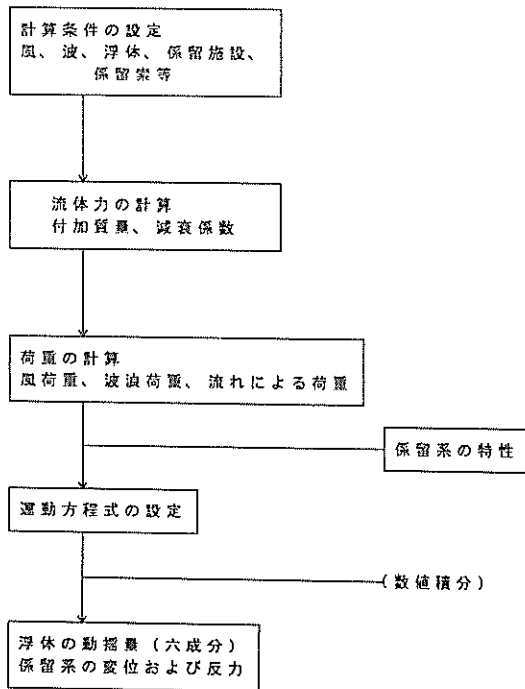 計算条件の設定
風、波、浮体、係留施設、
係留索等
流体力の計算
付加質量、減衰係数
荷重の計算
風荷重、波浪荷重、流れによる荷重
係留系の特性
運動方程式の設定
(数値積分)
浮体の動揺量(六成分)
係留系の変位および反力